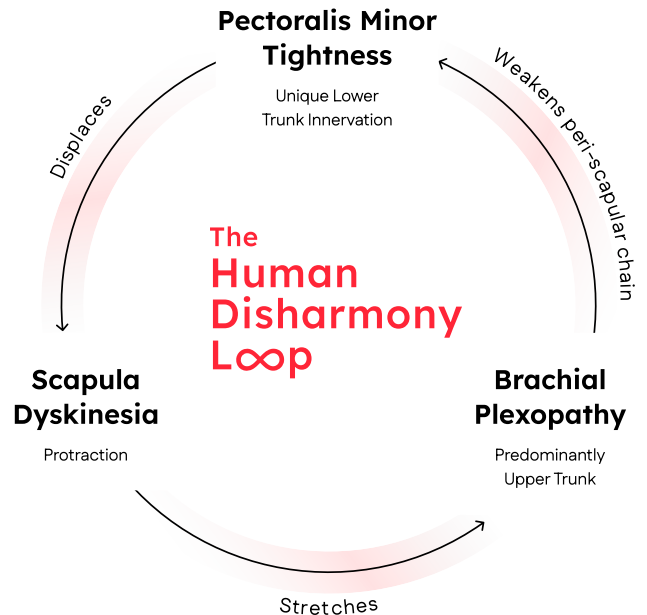 Pectoralis Minor
Tightness
Unique Lower
Trunk Innervation
Displaces
Weakens peri-scapular chain
The
Human
Disharmony
Loop
Scapula
Dyskinesia
Protraction
Brachial
Plexopathy
Predominantly
Upper Trunk
Stretches